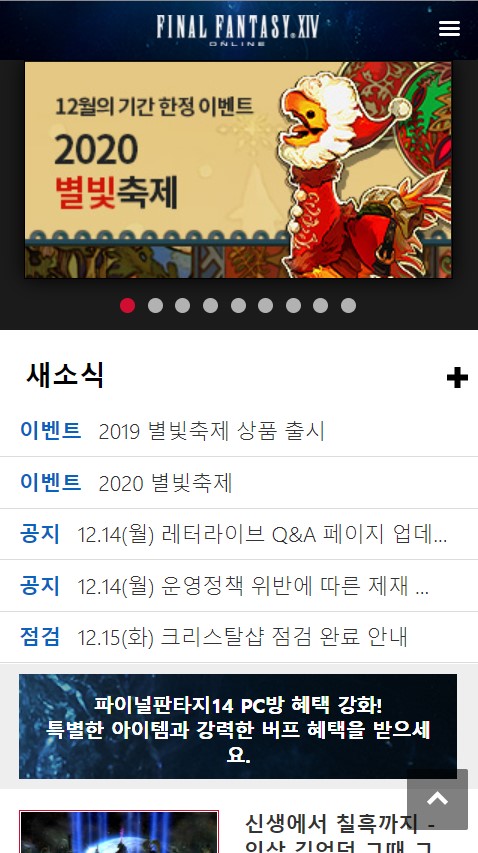 FINAL FANTASY XIV
ONLINE
12월의 기간 한정 이벤트
2020
별빛축제
새소식
이벤트 2019 별빛축제 상품 출시
이벤트 2020 별빛축제
공지 12.14(월) 레터라이브 Q&A 페이지 업데...
공지 12.14(월) 운영정책 위반에 따른 제재 ...
점검 12.15(화) 크리스탈샵 점검 완료 안내
파이널판타지14 PC방 혜택 강화!
특별한 아이템과 강력한 버프 혜택을 받으세
요.
신생에서 칠흑까지 -